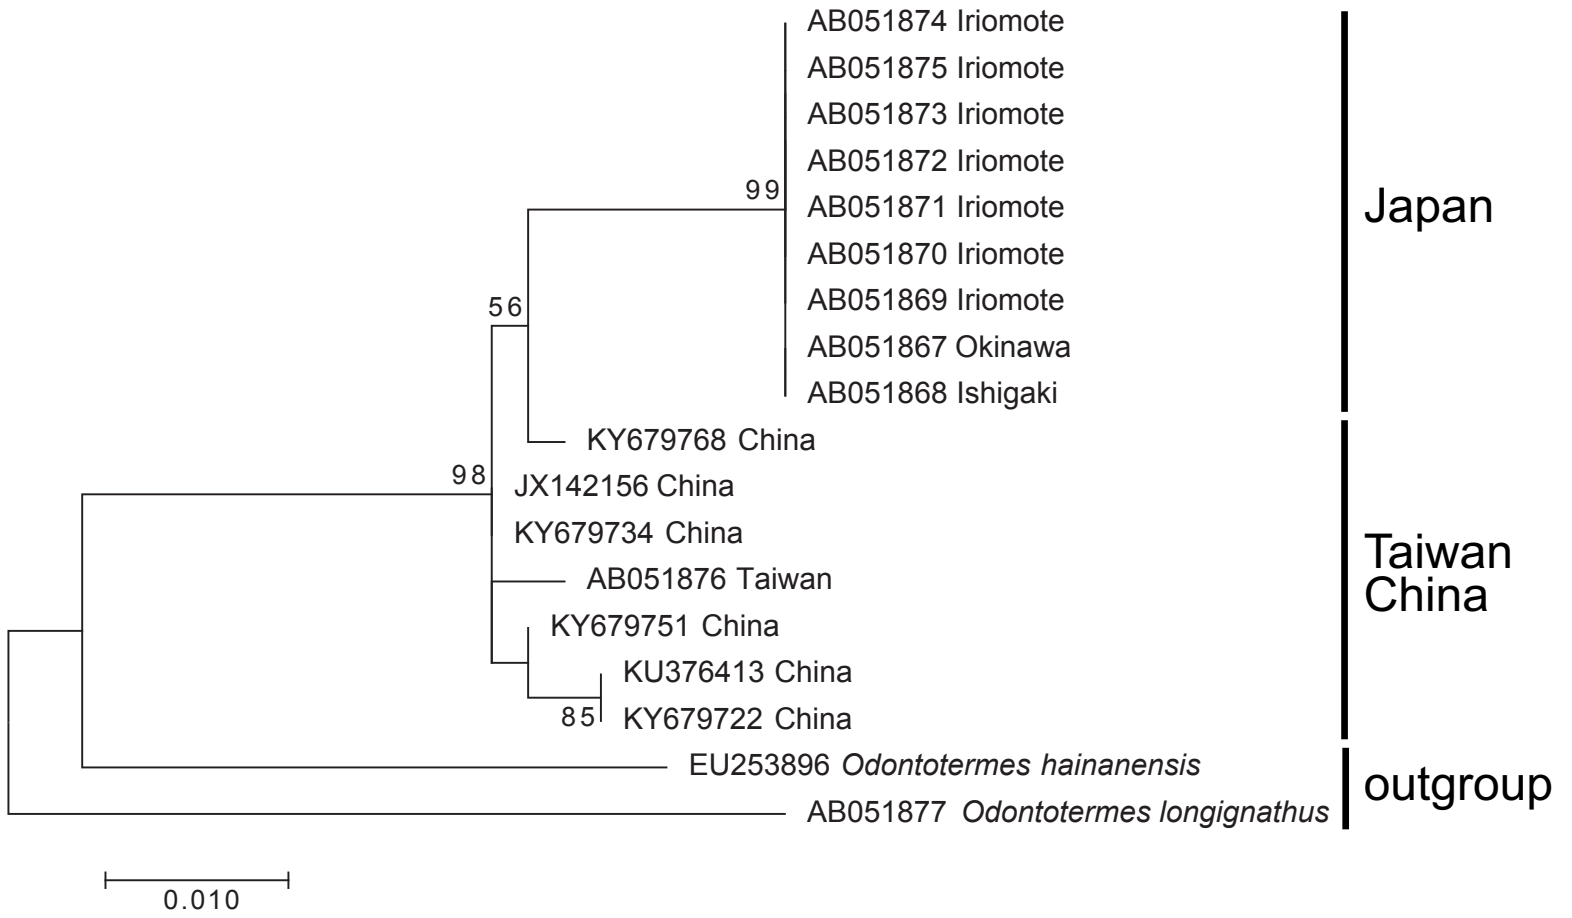 AB051874 Iriomote
AB051875 Iriomote
AB051873 Iriomote
AB051872 Iriomote
99
AB051871 Iriomote
Japan
AB051870 Iriomote
AB051869 Iriomote
56
AB051867 Okinawa
AB051868 Ishigaki
KY679768 China
98
JX142156 China
KY679734 China
Taiwan
China
AB051876 Taiwan
KY679751 China
KU376413 China
85
KY679722 China
EU253896 Odontotermes hainanensis
outgroup
AB051877 Odontotermes longignathus
0.010